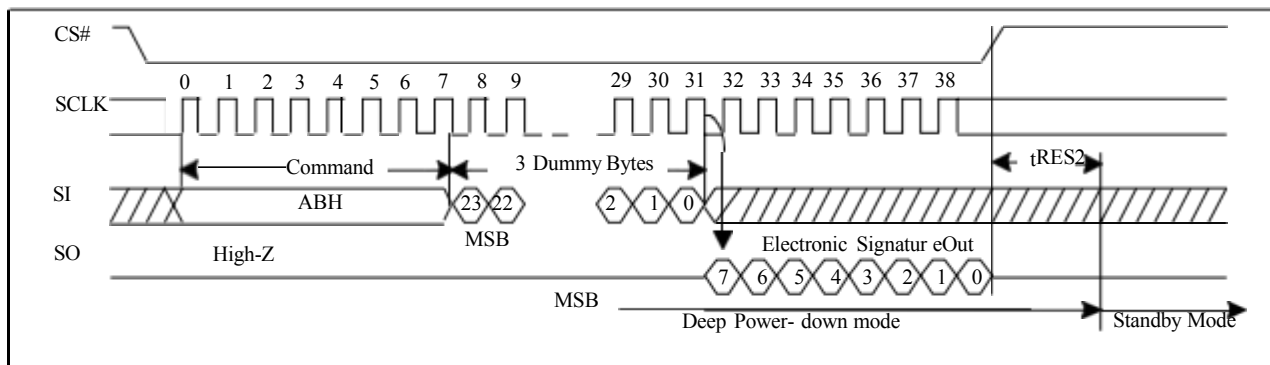 CS#
0 1 2 3 4 5 6 7 8 9 29 30 31 32 33 34 35 36 37 38
SCLK
Command 3 Dummy Bytes tRES2
SI ABH 23 22 2 1 0
MSB
SO High-Z Electronic Signatur eOut
7 6 5 4 3 2 1 0
MSB
Deep Power- down mode Standby Mode